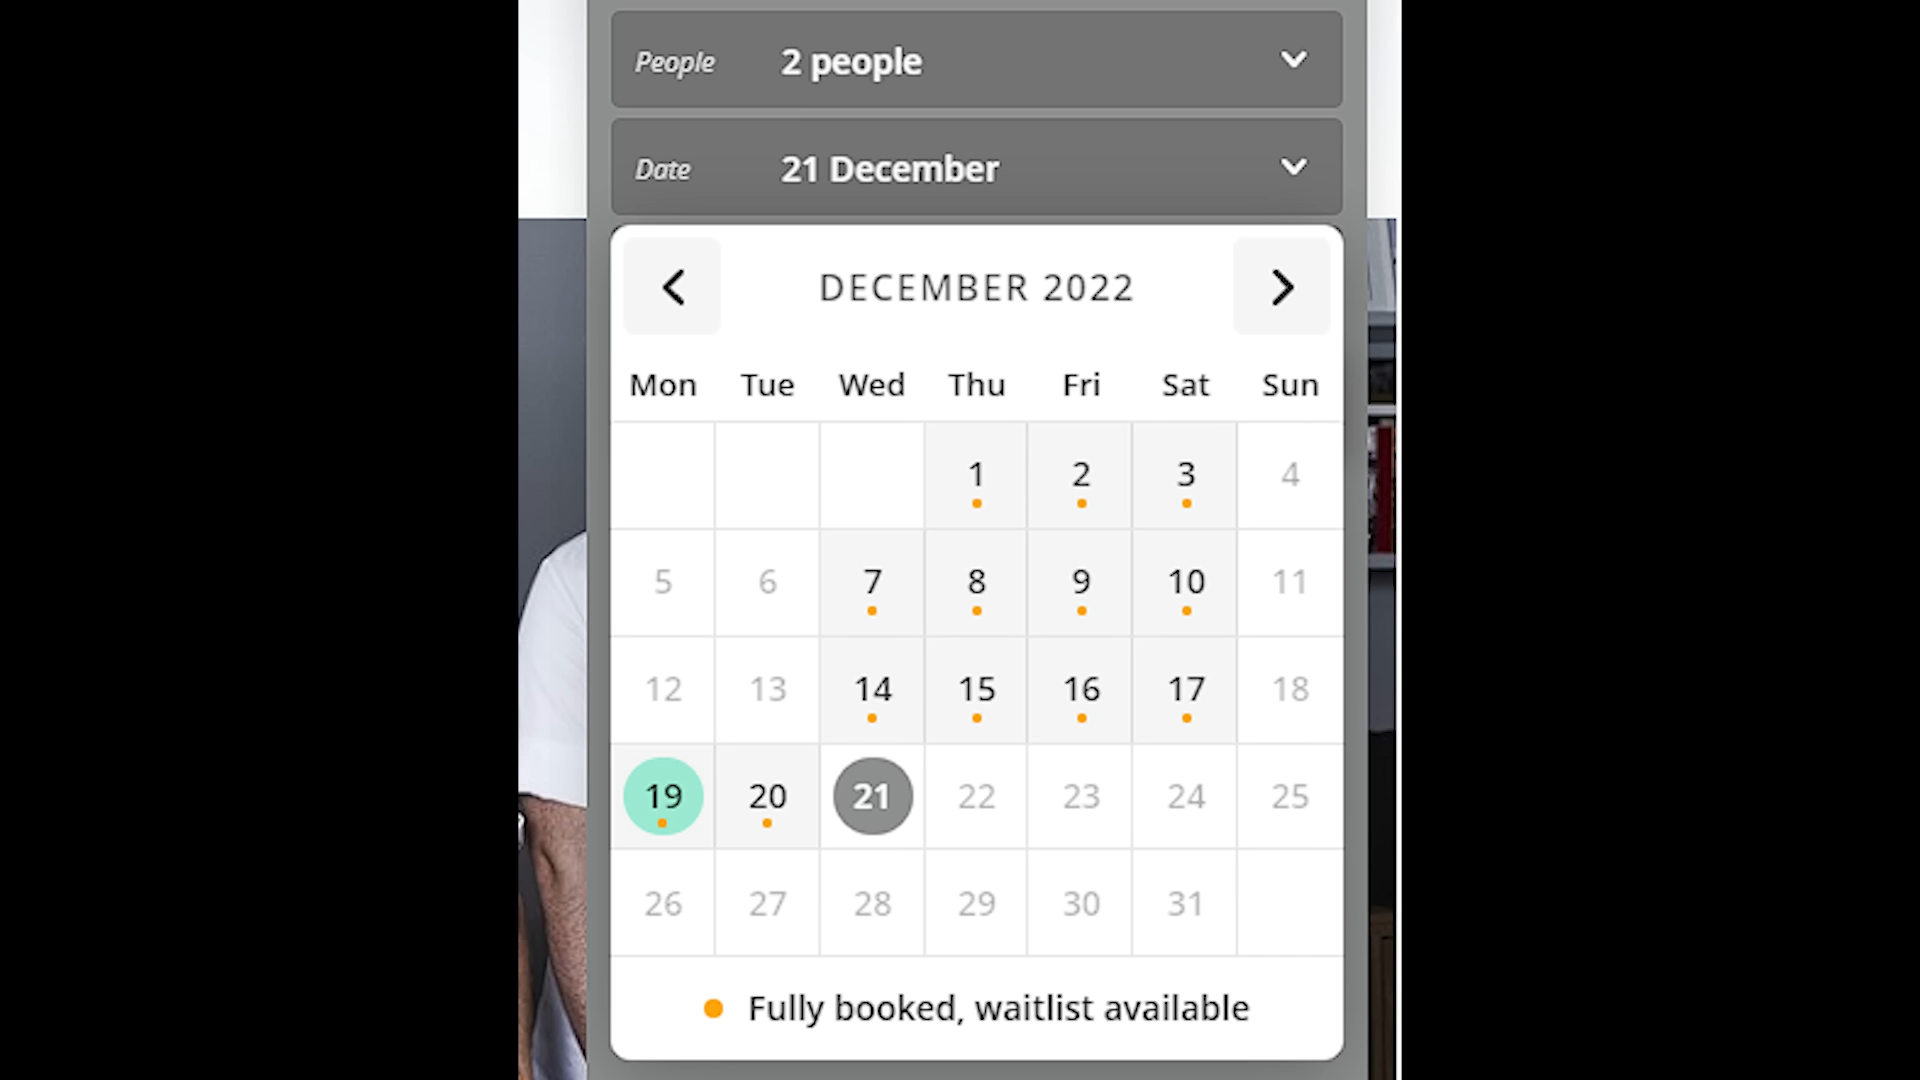 People 2 people
Date 21 December
DECEMBER 2022
Mon Tue Wed Thu Fri Sat Sun
1 2 3 4
5 6 7 8 9 10 11
12 13 14 15 16 17 18
19 20 21 22 23 24 25
26 27 28 29 30 31
Fully booked, waitlist available